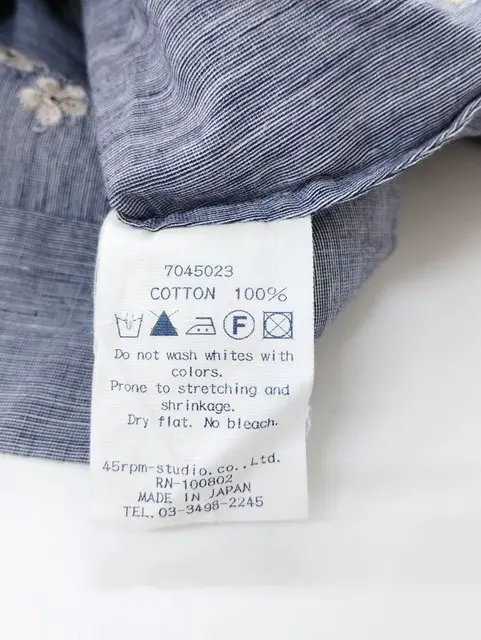 7045023
COTTON 100%
F
Do not wash whites with
colors.
Prone to stretching and
shrinkage.
Dry flat. No bleach.
45rpm-studio.co.,Ltd.
RN-100802
MADE IN JAPAN
TEL.03-3498-2245